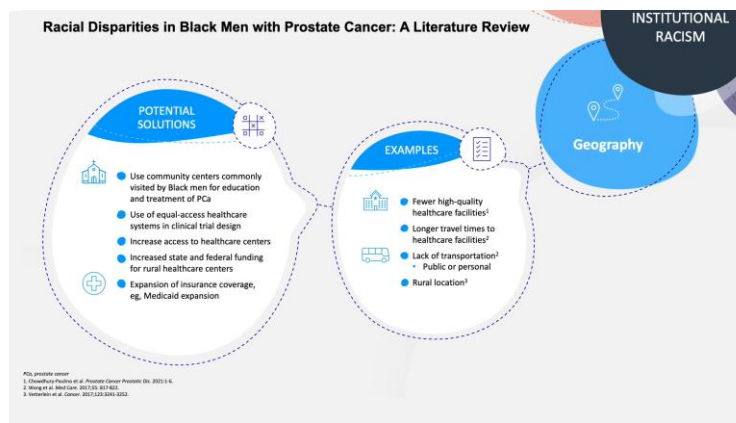 Racial Disparities in Black Men with Prostate Cancer: A Literature Review
INSTITUTIONAL
RACISM
Geography
POTENTIAL
SOLUTIONS
Use community centers commonly
visited by Black men for education
and treatment of PCa
Use of equal-access healthcare
systems in clinical trial design
Increase access to healthcare centers
Increased state and federal funding
for rural healthcare centers
Expansion of insurance coverage,
eg, Medicaid expansion
EXAMPLES
Fewer high-quality
healthcare facilities¹
Longer travel times to
healthcare facilities²
Lack of transportation²
• Public or personal
Rural location³
PCa, prostate cancer
1. Chowdhury-Paulino et al. Prostate Cancer Prostatic Dis. 2021:1-6.
2. Wong et al. Med Care. 2017;55: 817-822.
3. Vetterlein et al. Cancer. 2017;123:3241-3252.